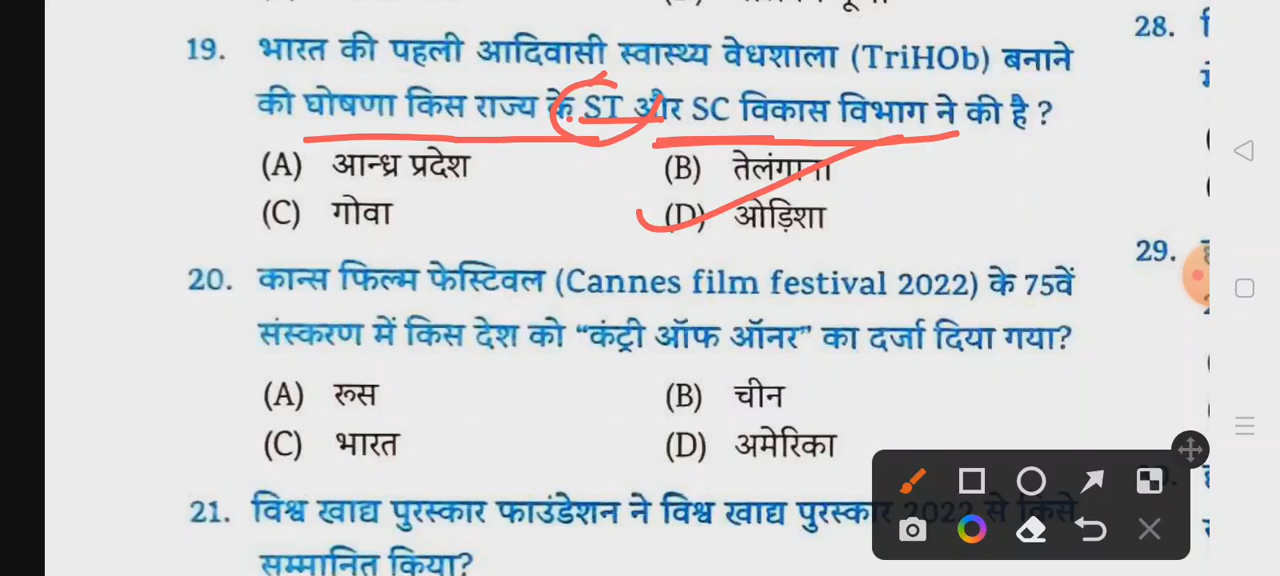 19. भारत की पहली आदिवासी स्वास्थ्य वेधशाला (TriHOb) बनाने
की घोषणा किस राज्य के ST और SC विकास विभाग ने की है ?
(A) आन्ध्र प्रदेश (B) तेलंगाना
(C) गोवा (D) ओड़िशा
20. कान्स फिल्म फेस्टिवल (Cannes film festival 2022) के 75वें
संस्करण में किस देश को “कंट्री ऑफ ऑनर” का दर्जा दिया गया?
(A) रूस (B) चीन
(C) भारत (D) अमेरिका
21. विश्व खाद्य पुरस्कार फाउंडेशन ने विश्व खाद्य पुरस्कार 2022 से किसे
सम्मानित किया?
28.
29.